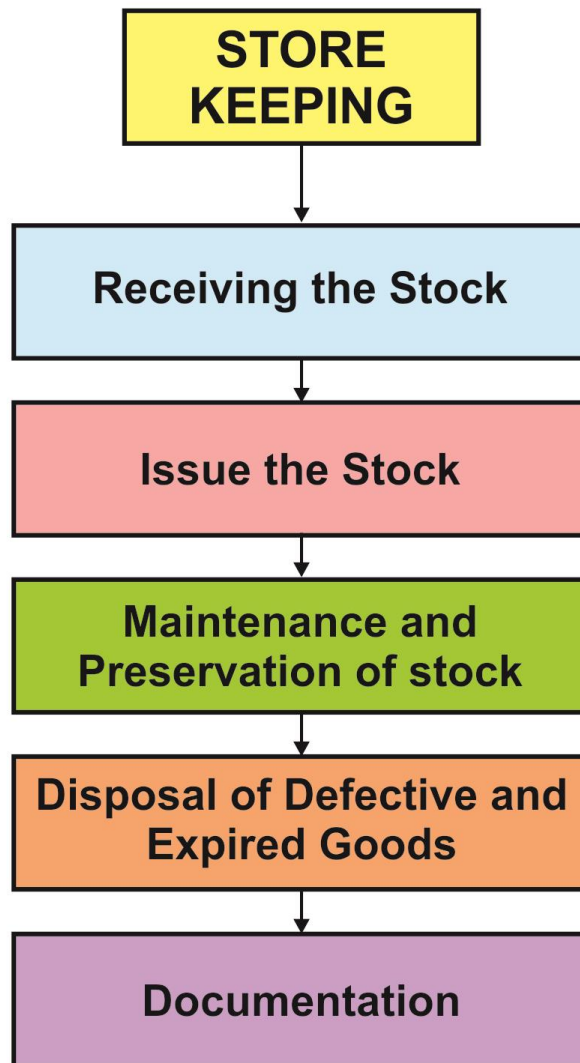 STORE
KEEPING
Receiving the Stock
Issue the Stock
Maintenance and
Preservation of stock
Disposal of Defective and
Expired Goods
Documentation